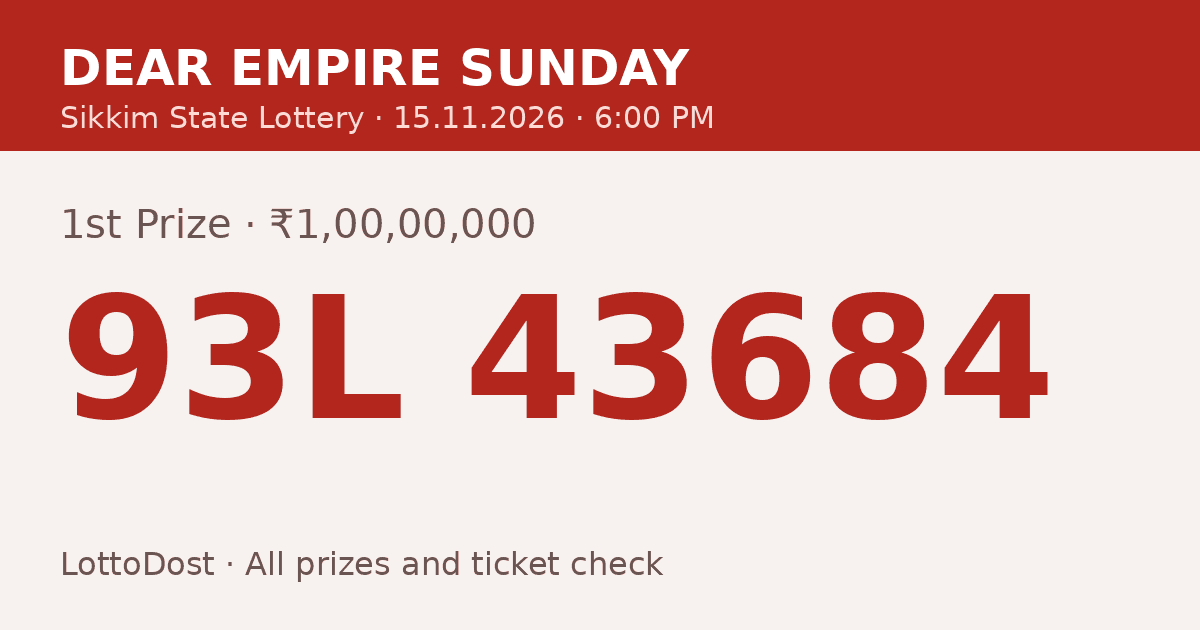 DEAR EMPIRE SUNDAY
Sikkim State Lottery · 15.11.2026 · 6:00 PM
1st Prize · ₹1,00,00,000
93L 43684
LottoDost · All prizes and ticket check